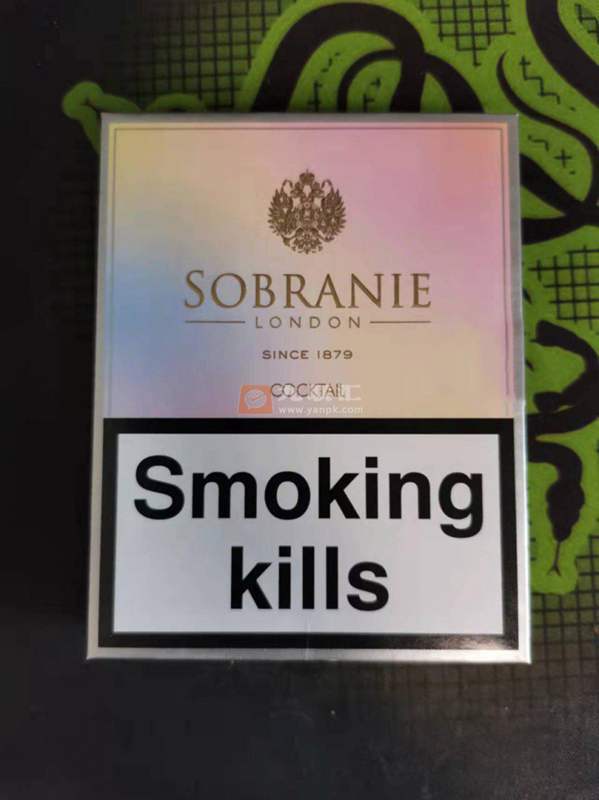 SOBRANIE
LONDON
SINCE 1879
COCKTAIL
www.yanpk.com
Smoking
kills